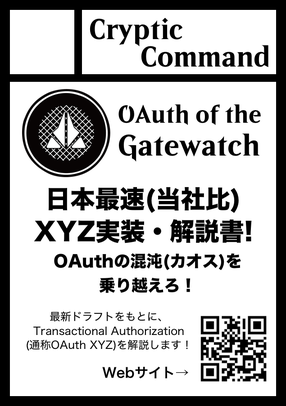 Cryptic
Command
OAuth of the
Gatewatch
日本最速(当社比)
XYZ実装・解説書!
OAuthの混沌(カオス)を
乗り越えろ！
最新ドラフトをもとに、
Transactional Authorization
(通称OAuth XYZ)を解説します！
Webサイト→